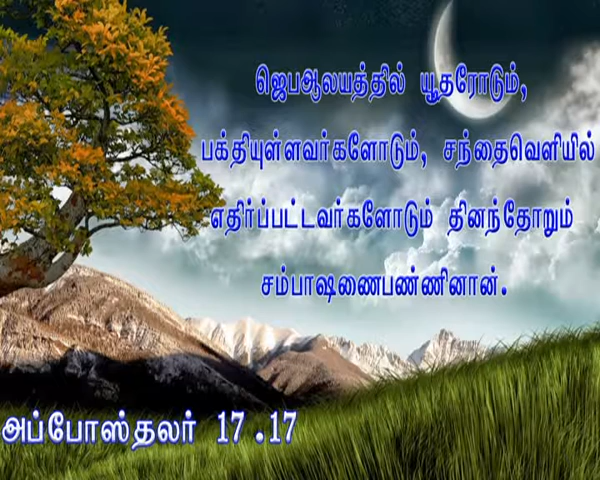 ஜெபஆலயத்தில் யூதரோடும்,
பக்தியுள்ளவர்களோடும், சந்தைவெளியில்
எதிர்ப்பட்டவர்களோடும் தினந்தோறும்
சம்பாஷணைபண்ணினான்.
அப்போஸ்தலர் 17.17